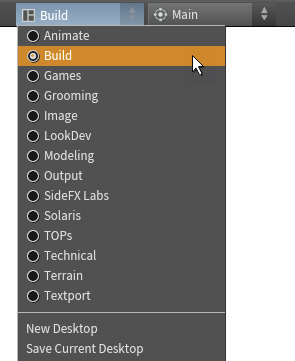 Build Main
Animate
Build
Games
Grooming
Image
LookDev
Modeling
Output
SideFX Labs
Solaris
TOPs
Technical
Terrain
Textport
New Desktop
Save Current Desktop